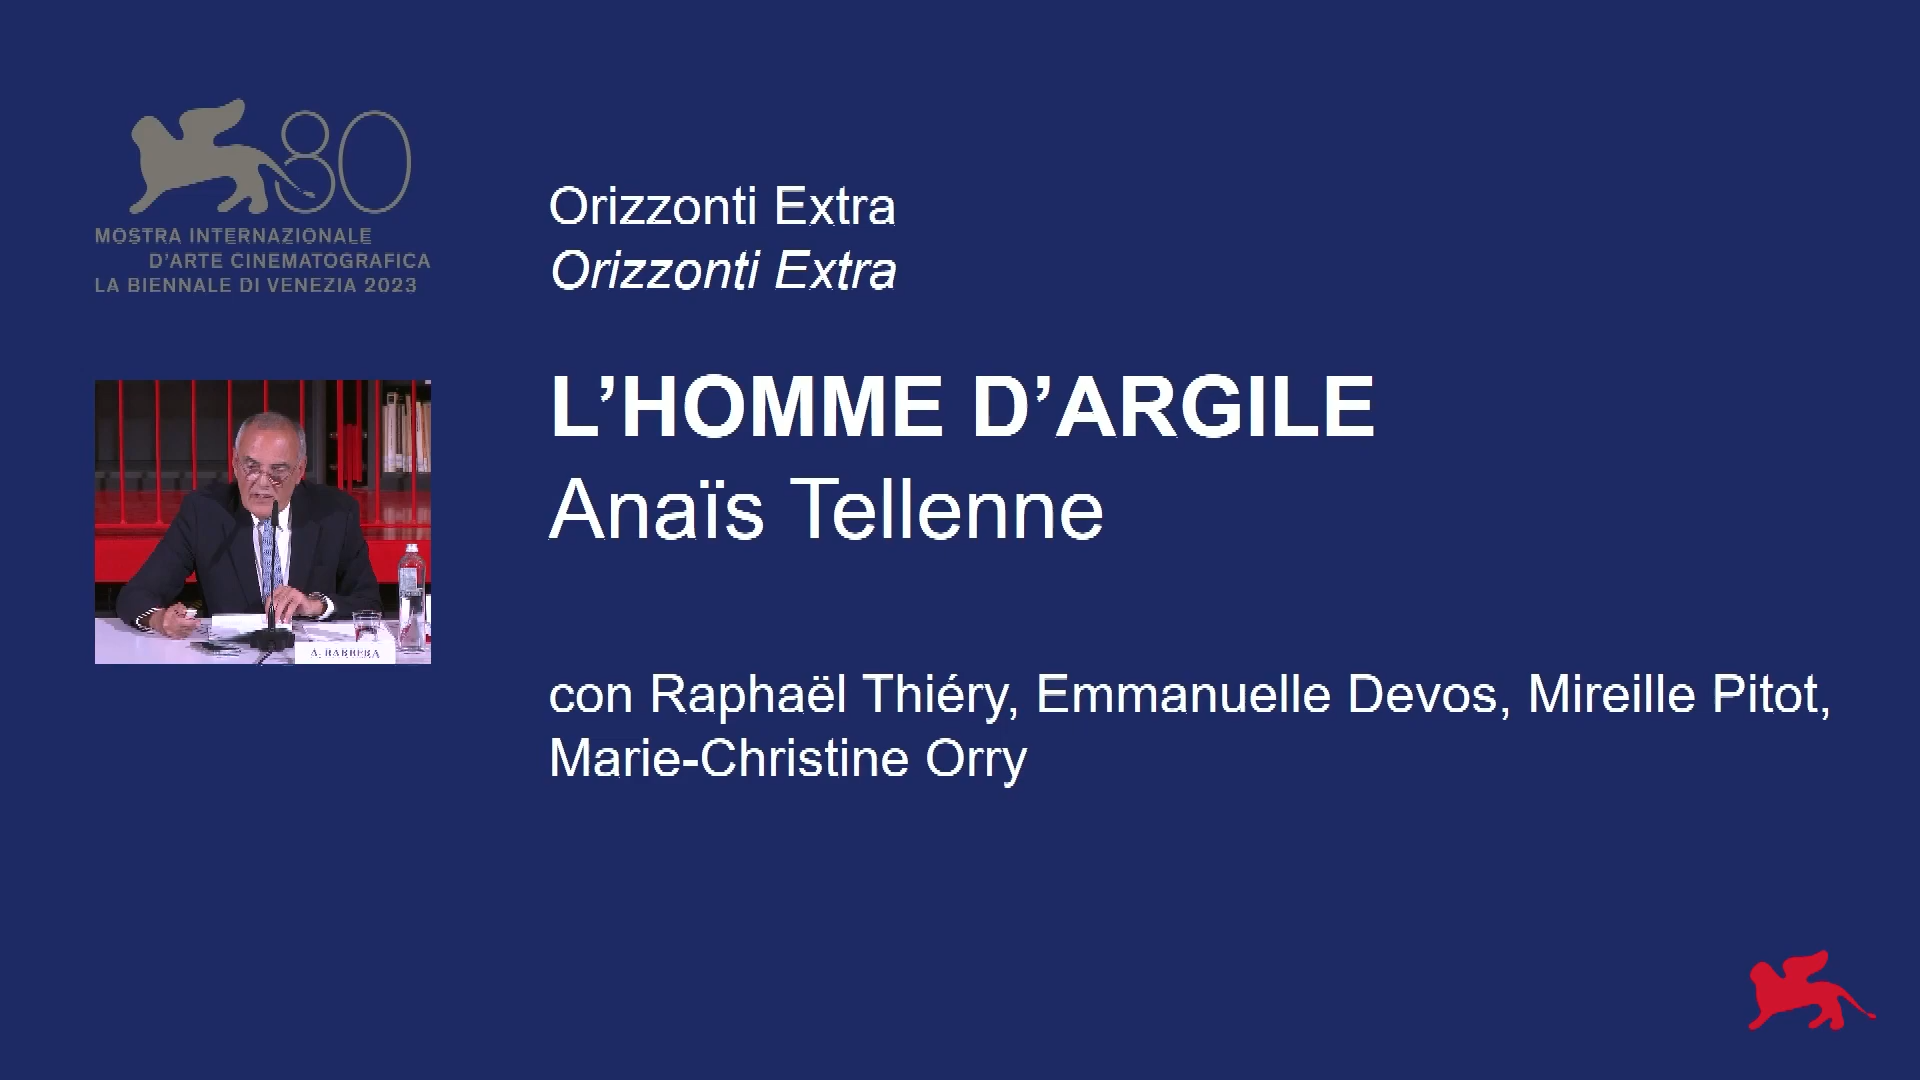 80
MOSTRA INTERNAZIONALE
D'ARTE CINEMATOGRAFICA
LA BIENNALE DI VENEZIA 2023
Orizzonti Extra
Orizzonti Extra
L’HOMME D’ARGILE
Anaïs Tellenne
con Raphaël Thiéry, Emmanuelle Devos, Mireille Pitot,
Marie-Christine Orry
A. BARBERA